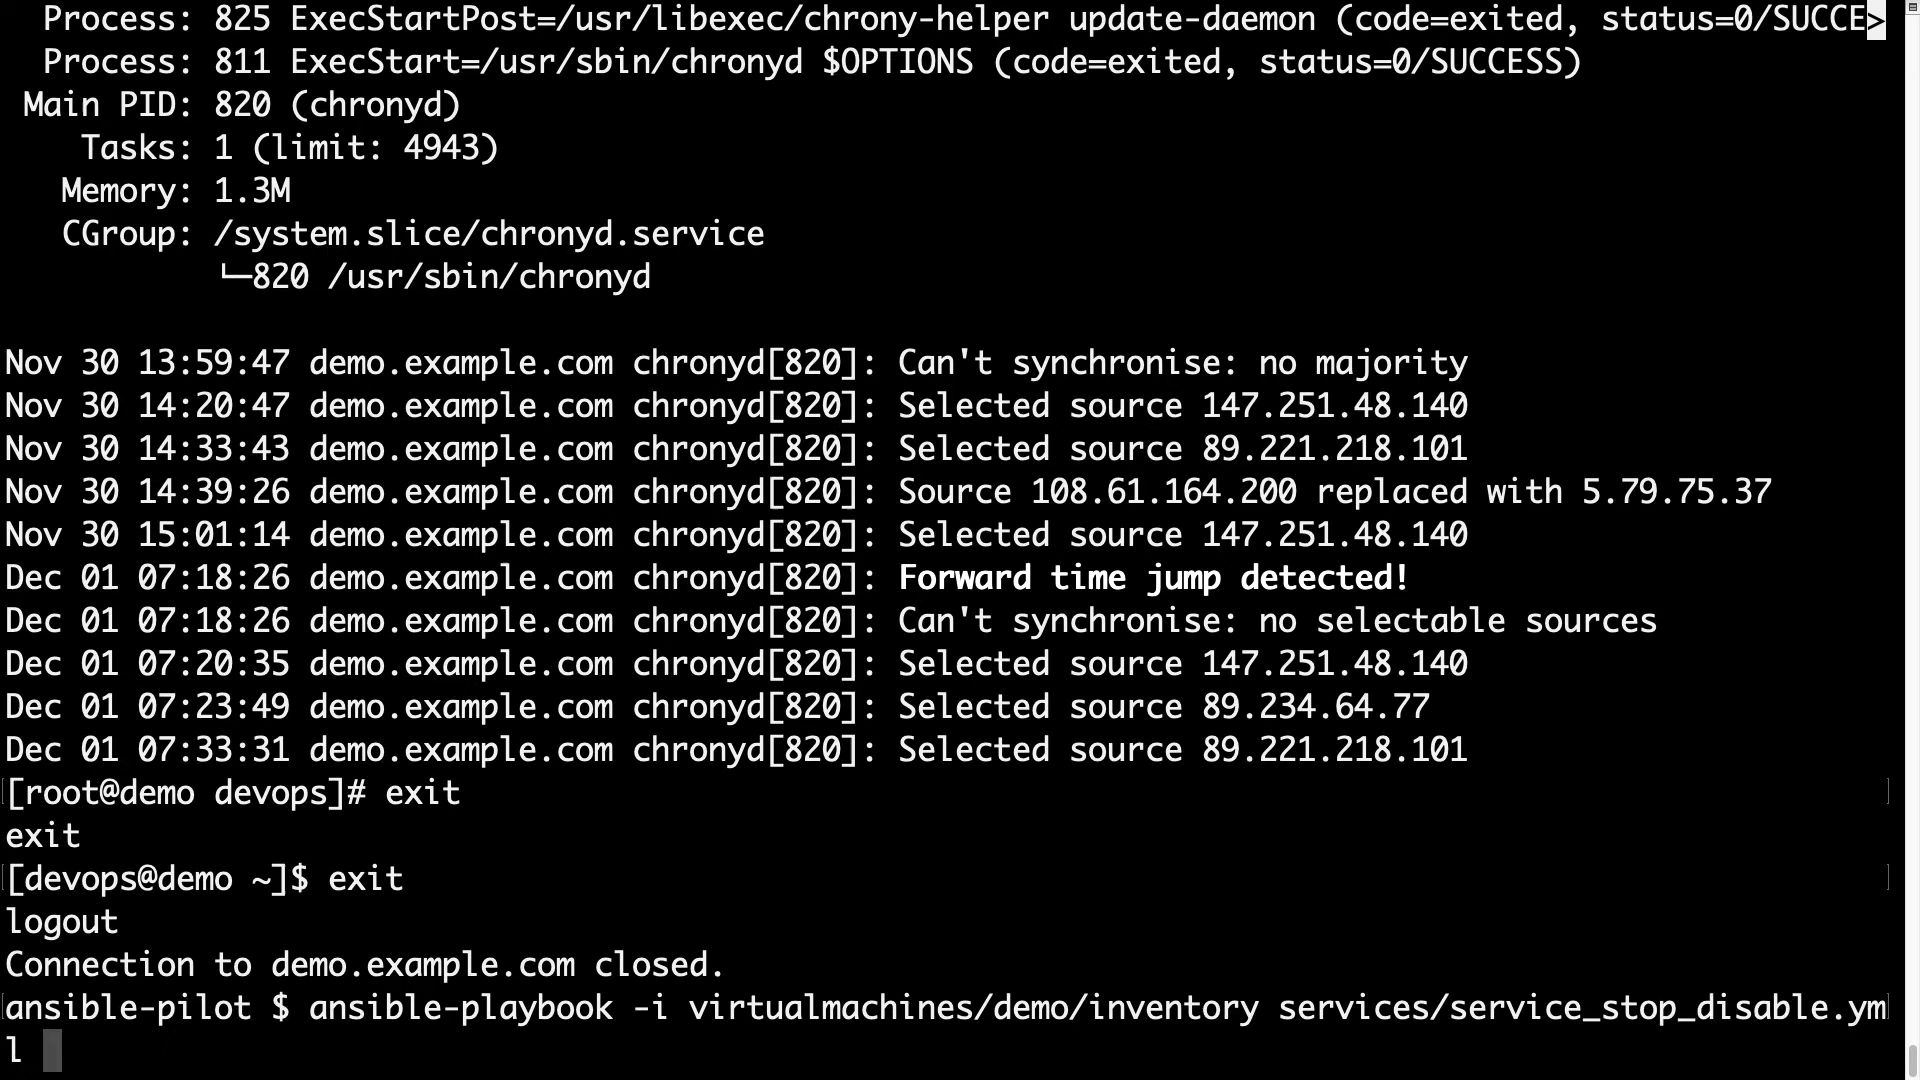 Process: 825 ExecStartPost=/usr/libexec/chrony-helper update-daemon (code=exited, status=0/SUCCE>
Process: 811 ExecStart=/usr/sbin/chronyd $OPTIONS (code=exited, status=0/SUCCESS)
Main PID: 820 (chronyd)
Tasks: 1 (limit: 4943)
Memory: 1.3M
CGroup: /system.slice/chronyd.service
└─820 /usr/sbin/chronyd
Nov 30 13:59:47 demo.example.com chronyd[820]: Can't synchronise: no majority
Nov 30 14:20:47 demo.example.com chronyd[820]: Selected source 147.251.48.140
Nov 30 14:33:43 demo.example.com chronyd[820]: Selected source 89.221.218.101
Nov 30 14:39:26 demo.example.com chronyd[820]: Source 108.61.164.200 replaced with 5.79.75.37
Nov 30 15:01:14 demo.example.com chronyd[820]: Selected source 147.251.48.140
Dec 01 07:18:26 demo.example.com chronyd[820]: Forward time jump detected!
Dec 01 07:18:26 demo.example.com chronyd[820]: Can't synchronise: no selectable sources
Dec 01 07:20:35 demo.example.com chronyd[820]: Selected source 147.251.48.140
Dec 01 07:23:49 demo.example.com chronyd[820]: Selected source 89.234.64.77
Dec 01 07:33:31 demo.example.com chronyd[820]: Selected source 89.221.218.101
[root@demo devops]# exit
exit
[devops@demo ~]$ exit
logout
Connection to demo.example.com closed.
ansible-pilot $ ansible-playbook -i virtualmachines/demo/inventory services/service_stop_disable.ym
l